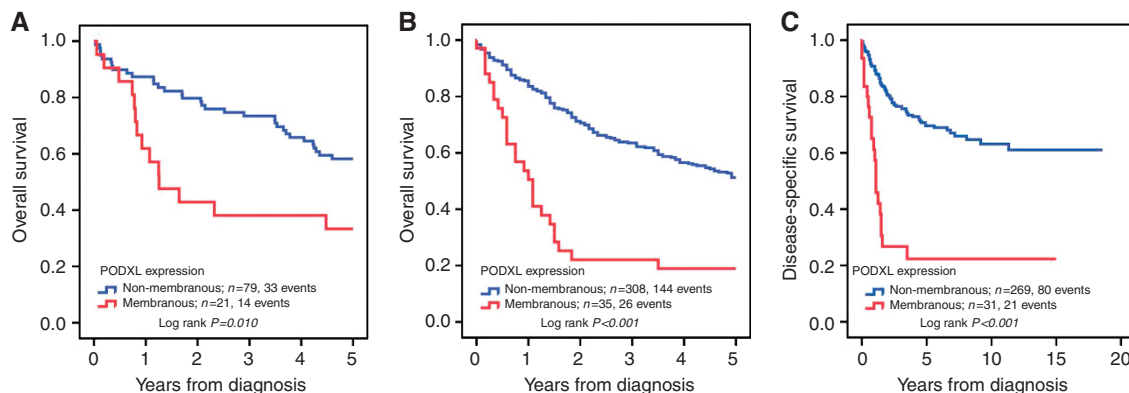 A
1.0
0.8
0.6
0.4
0.2
0.0
Overall survival
PODXL expression
Non-membranous; n=79, 33 events
Membranous; n=21, 14 events
Log rank P=0.010
0 1 2 3 4 5
Years from diagnosis
B
1.0
0.8
0.6
0.4
0.2
0.0
Overall survival
PODXL expression
Non-membranous; n=308, 144 events
Membranous; n=35, 26 events
Log rank P<0.001
0 1 2 3 4 5
Years from diagnosis
C
1.0
0.8
0.6
0.4
0.2
0.0
Disease-specific survival
PODXL expression
Non-membranous; n=269, 80 events
Membranous; n=31, 21 events
Log rank P<0.001
0 5 10 15 20
Years from diagnosis